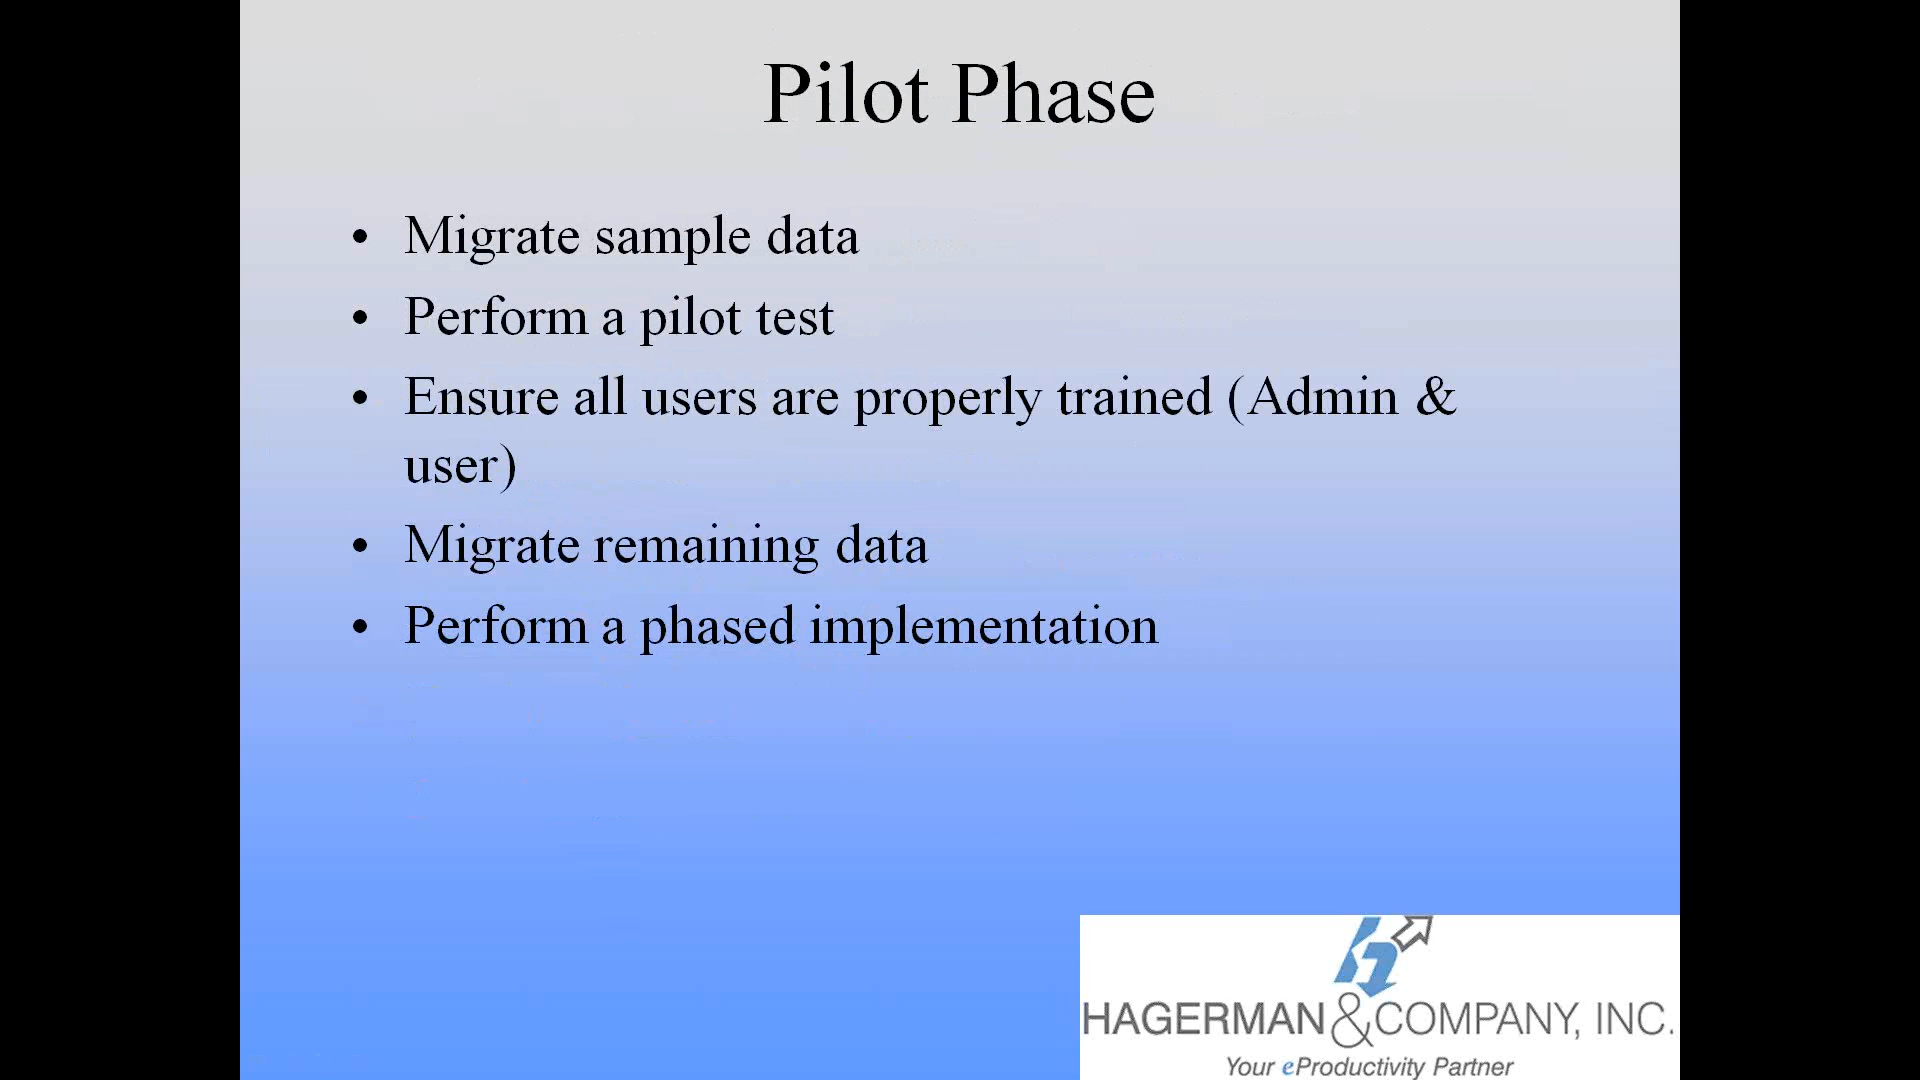 Pilot Phase
• Migrate sample data
• Perform a pilot test
• Ensure all users are properly trained (Admin &
user)
• Migrate remaining data
• Perform a phased implementation
HAGERMAN & COMPANY, INC.
Your eProductivity Partner